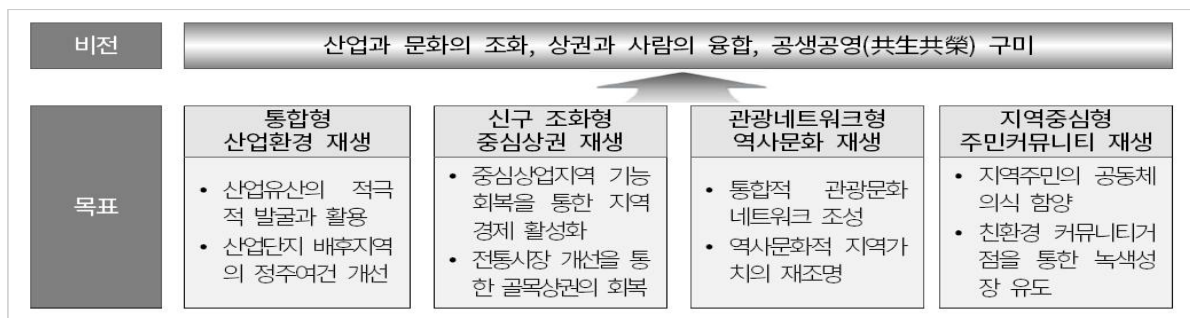 비전
산업과 문화의 조화, 상권과 사람의 융합, 공생공영(共生共榮) 구미
목표
통합형
산업환경 재생
• 산업유산의 적극
적 발굴과 활용
• 산업단지 배후지역
의 정주여건 개선
신구 조화형
중심상권 재생
• 중심상업지역 기능
회복을 통한 지역
경제 활성화
• 전통시장 개선을 통
한 골목상권의 회복
관광네트워크형
역사문화 재생
• 통합적 관광문화
네트워크 조성
• 역사문화적 지역가
치의 재조명
지역중심형
주민커뮤니티 재생
• 지역주민의 공동체
의식 함양
• 친환경 커뮤니티거
점을 통한 녹색성
장 유도